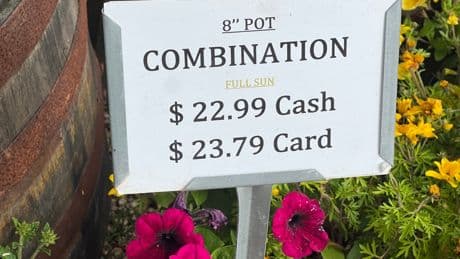 8" POT
COMBINATION
FULL SUN
$ 22.99 Cash
$ 23.79 Card